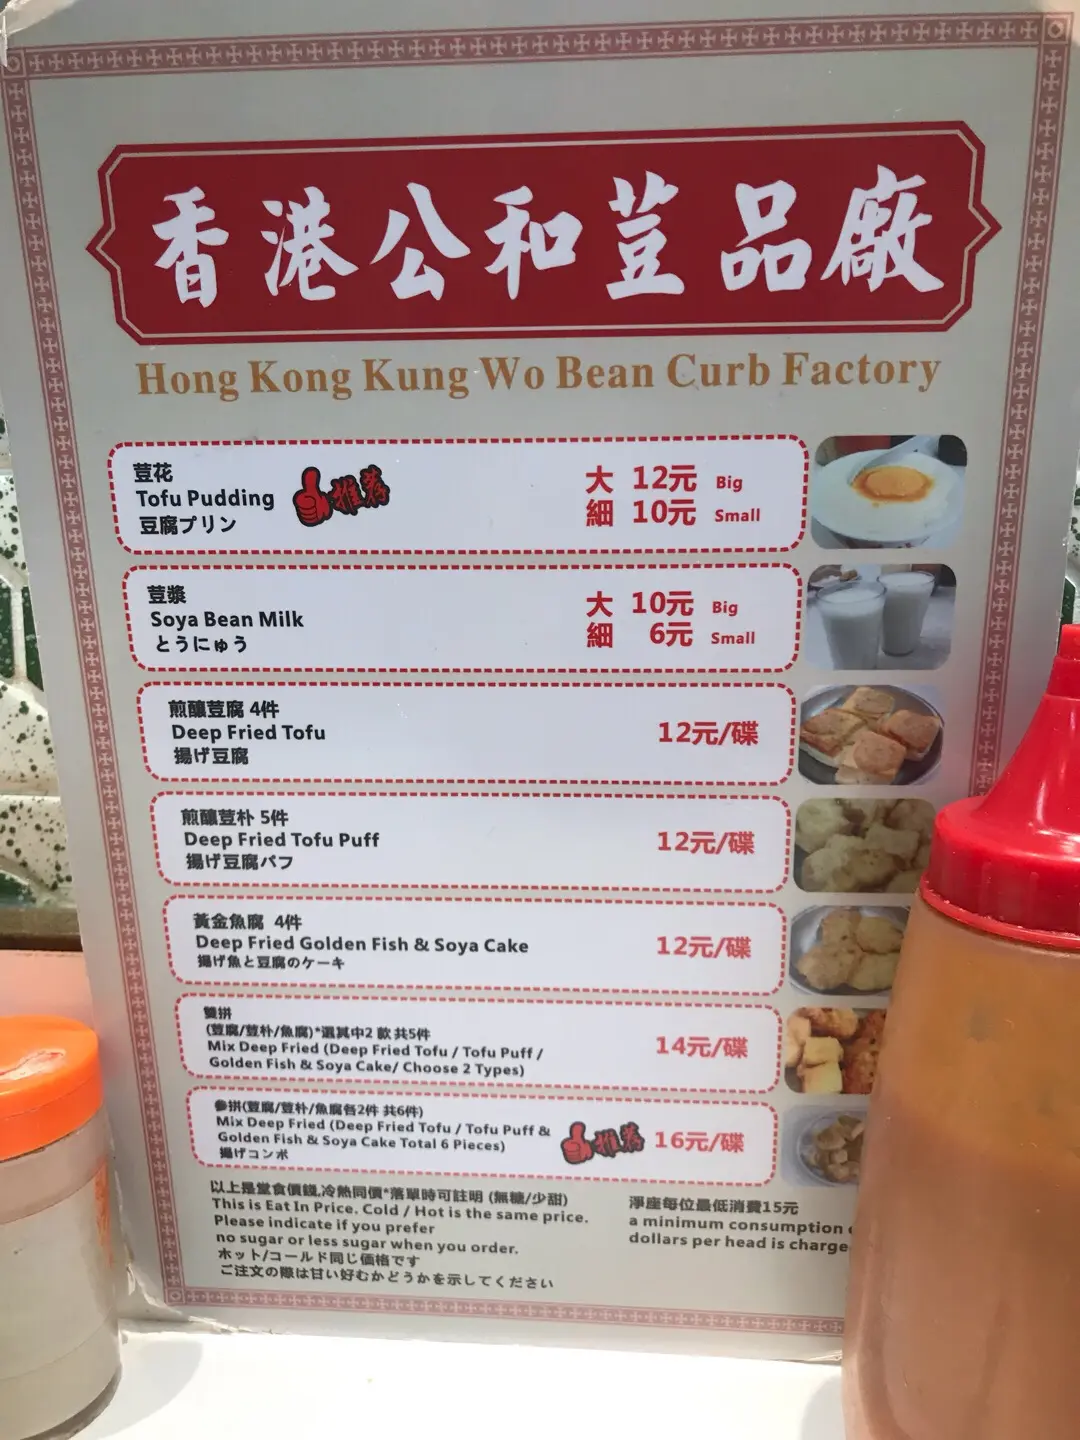 香港公和荳品廠
Hong Kong Kung Wo Bean Curb Factory
荳花
Tofu Pudding
豆腐プリン
推荐
大 12元 Big
細 10元 Small
荳漿
Soya Bean Milk
とうにゅう
大 10元 Big
細 6元 Small
煎釀荳腐 4件
Deep Fried Tofu
揚げ豆腐
12元/碟
煎釀荳朴 5件
Deep Fried Tofu Puff
揚げ豆腐パフ
12元/碟
黃金魚腐 4件
Deep Fried Golden Fish & Soya Cake
揚げ魚と豆腐のケーキ
12元/碟
雙拼
(荳腐/荳朴/魚腐)*選其中2 款 共5件
Mix Deep Fried (Deep Fried Tofu / Tofu Puff /
Golden Fish & Soya Cake/ Choose 2 Types)
14元/碟
參拼(荳腐/荳朴/魚腐各2件 共6件)
Mix Deep Fried (Deep Fried Tofu / Tofu Puff &
Golden Fish & Soya Cake Total 6 Pieces)
揚げコンボ
推荐
16元/碟
以上是堂食價錢,冷熱同價*落單時可註明 (無糖/少甜)
This is Eat In Price. Cold / Hot is the same price.
Please indicate if you prefer
no sugar or less sugar when you order.
ホット/コールド同じ価格です
ご注文の際は甘い好むかどうかを示してください
淨座每位最低消費15元
a minimum consumption
dollars per head is charge